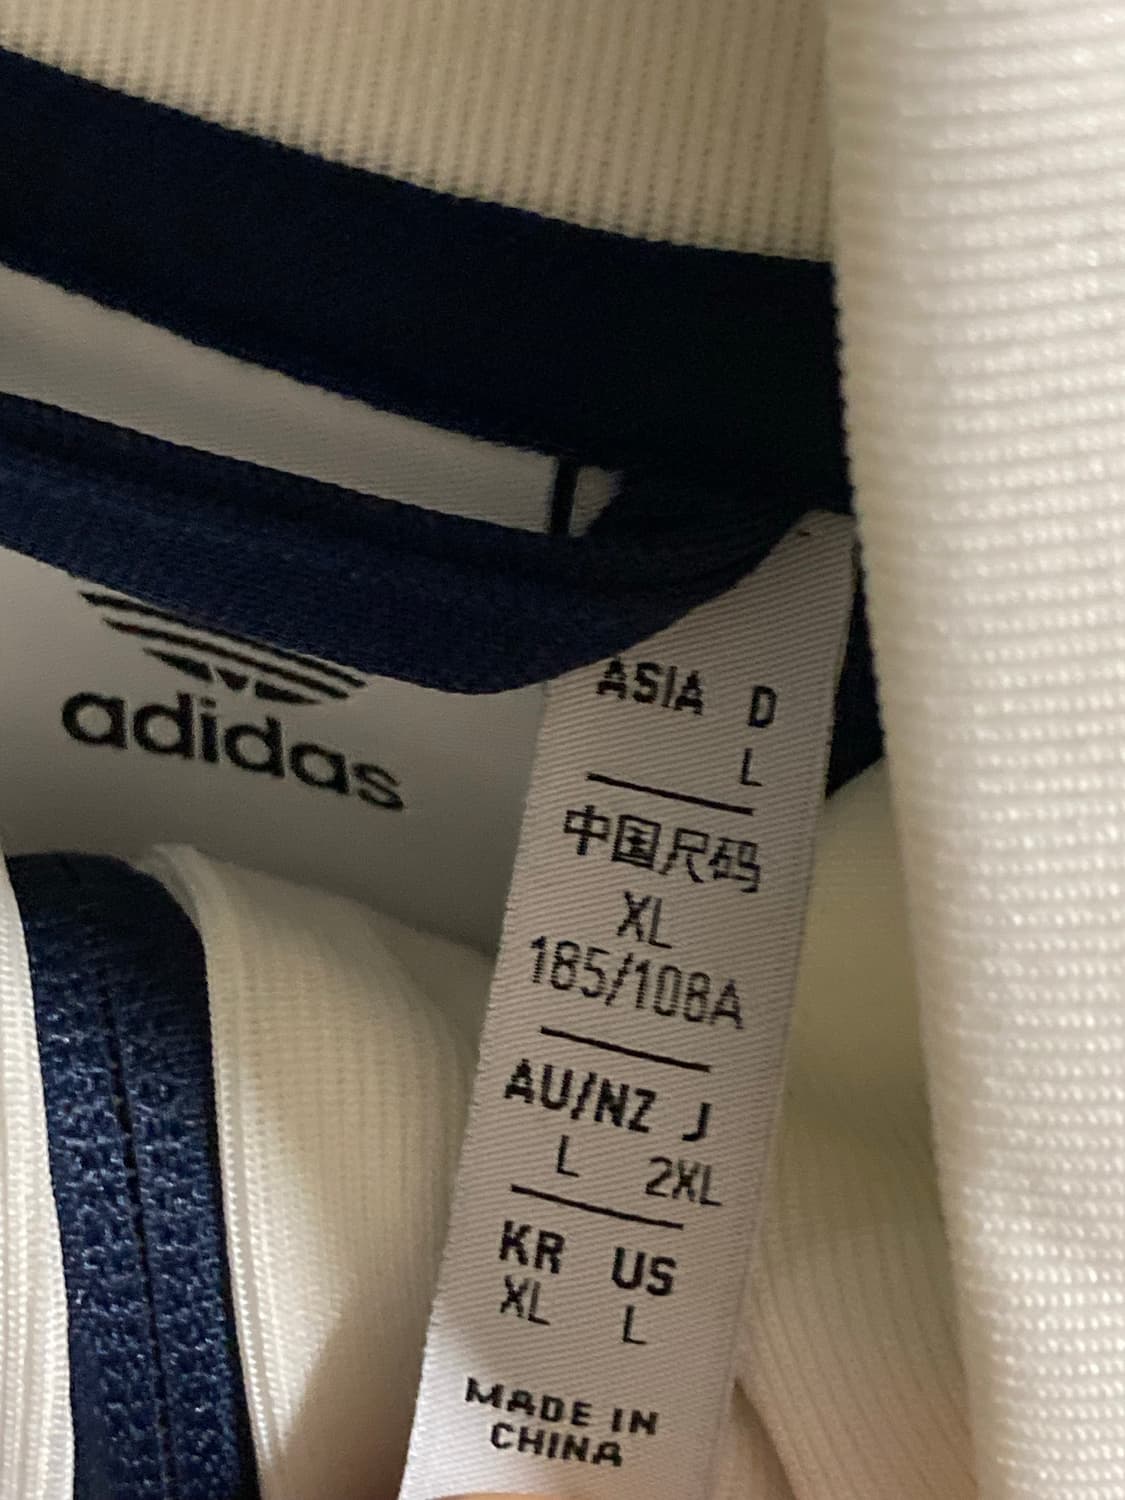 adidas
ASIA D
L
中国尺码
XL
185/108A
AU/NZ J
L 2XL
KR US
XL L
MADE IN
CHINA